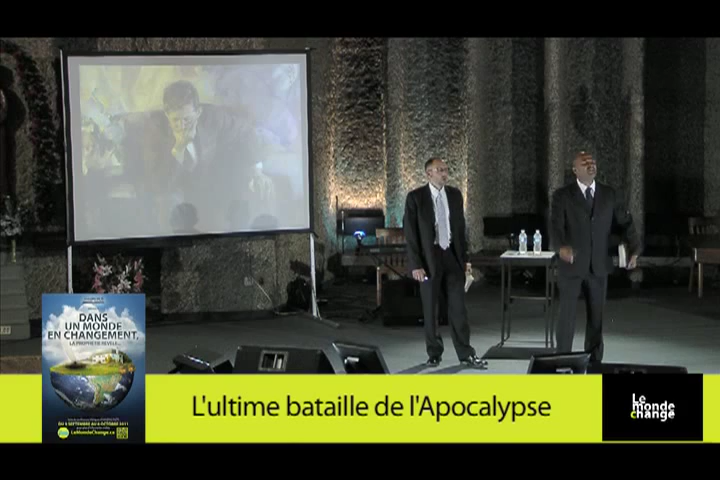 DANS
UN MONDE
EN CHANGEMENT,
LA PROPHÉTIE RÉVÈLE...
DU 8 SEPTEMBRE AU 8 OCTOBRE 2011
LeMondeChange.ca
L'ultime bataille de l'Apocalypse
Le
monde
change